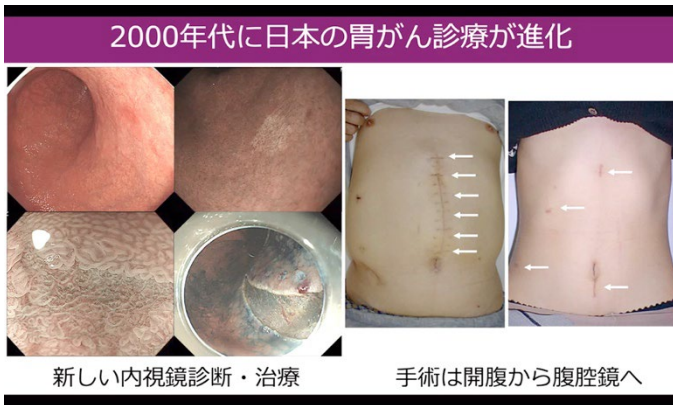 2000年代に日本の胃がん診療が進化
新しい内視鏡診断・治療
手術は開腹から腹腔鏡へ